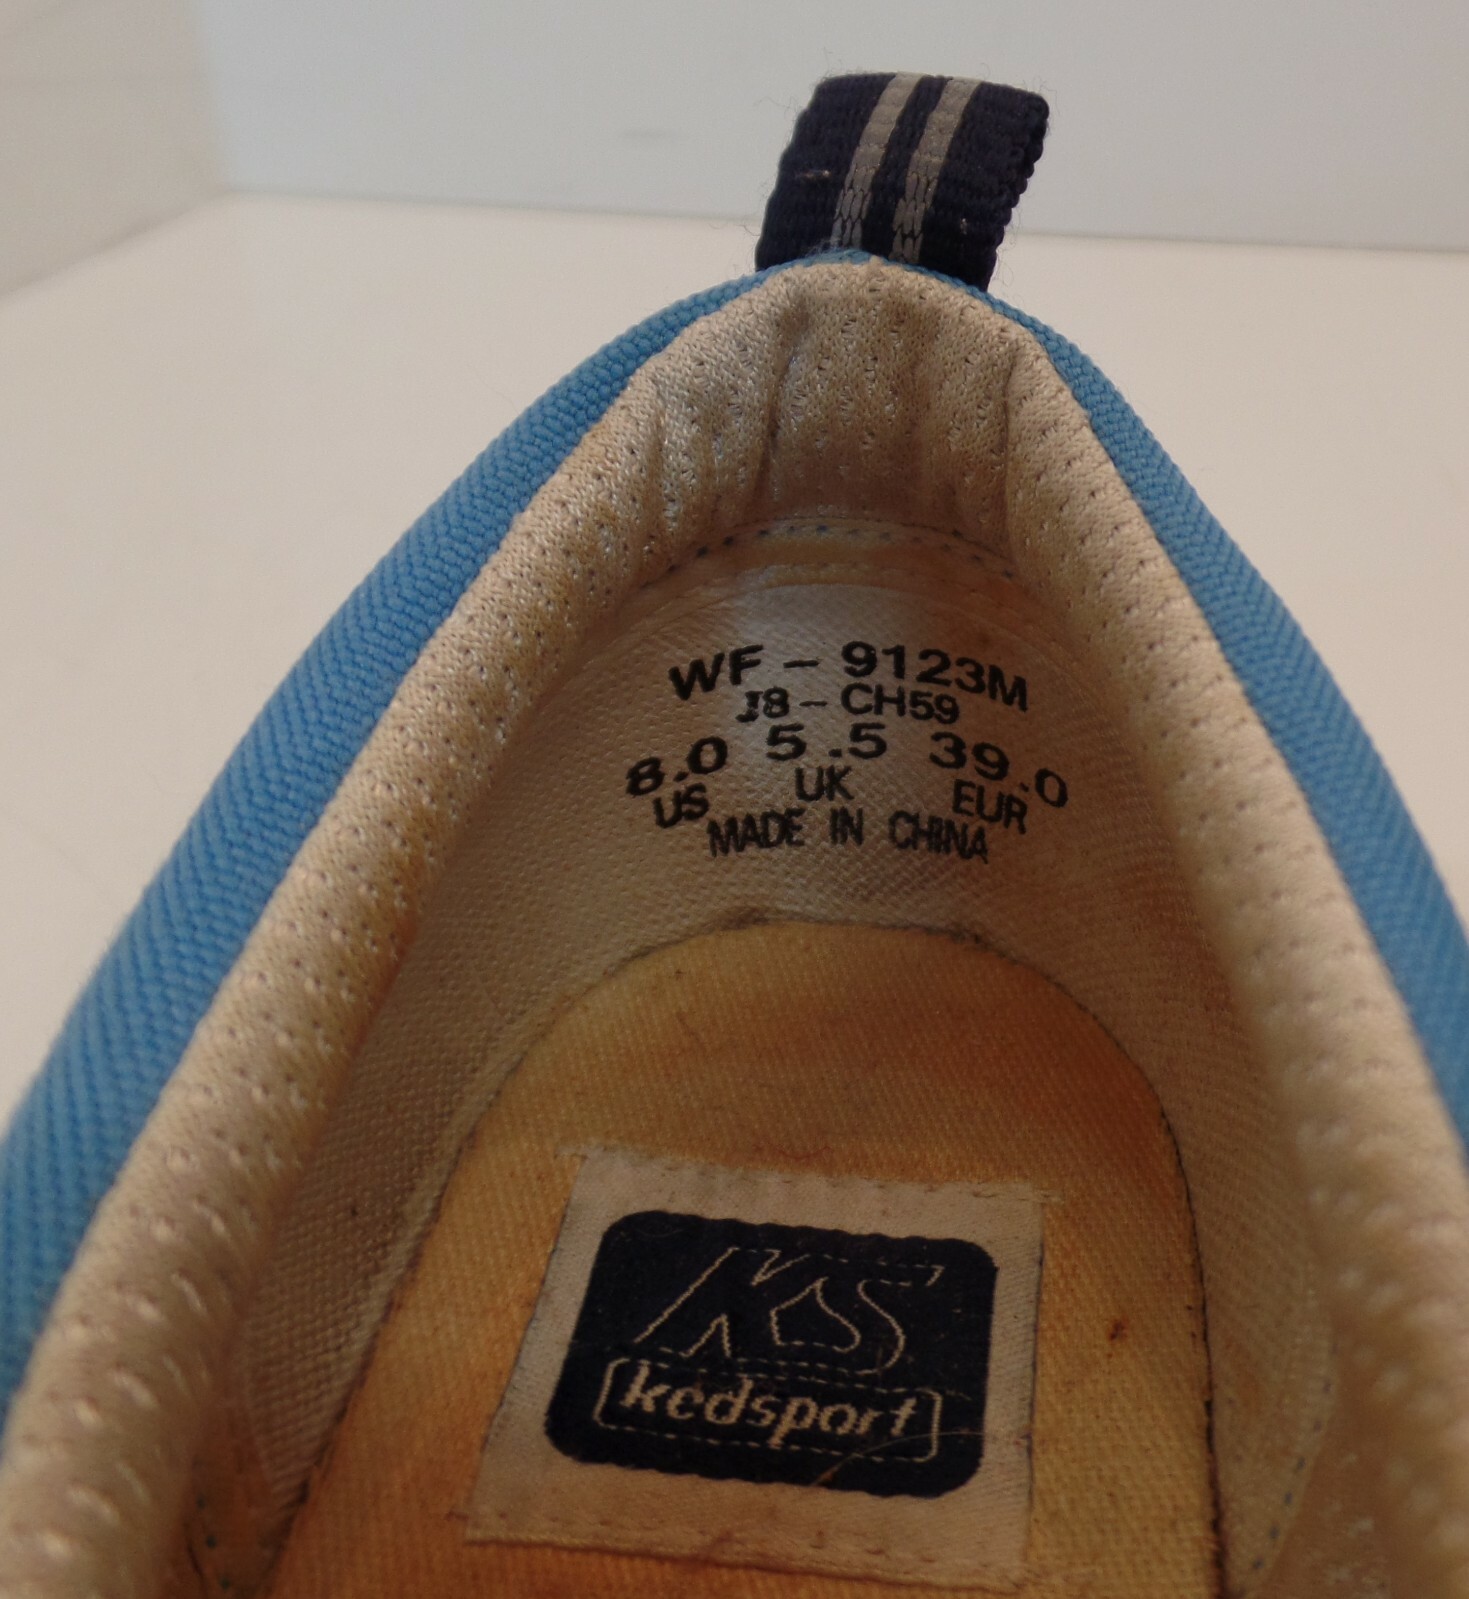 WF - 9123M
J8 - CH59
8.0 5.5 39.0
US UK EUR
MADE IN CHINA
KS
kedsport